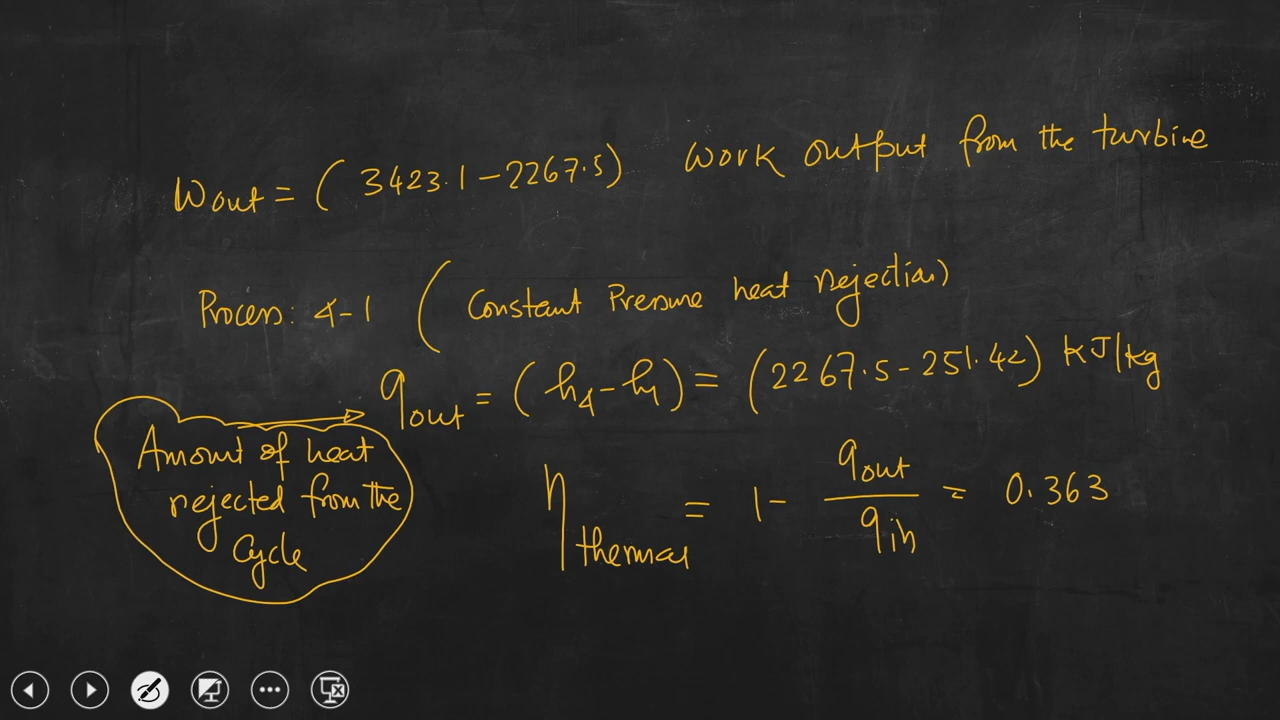 Wout = ( 3423.1 - 2267.5) Work output from the turbine
Process: 4-1 ( Constant Pressure heat rejection)
qout = (h4 - h1) = (2267.5 - 251.42) KJ/kg
Amount of heat
rejected from the
Cycle
ηthermal = 1 - qout/qin = 0.363